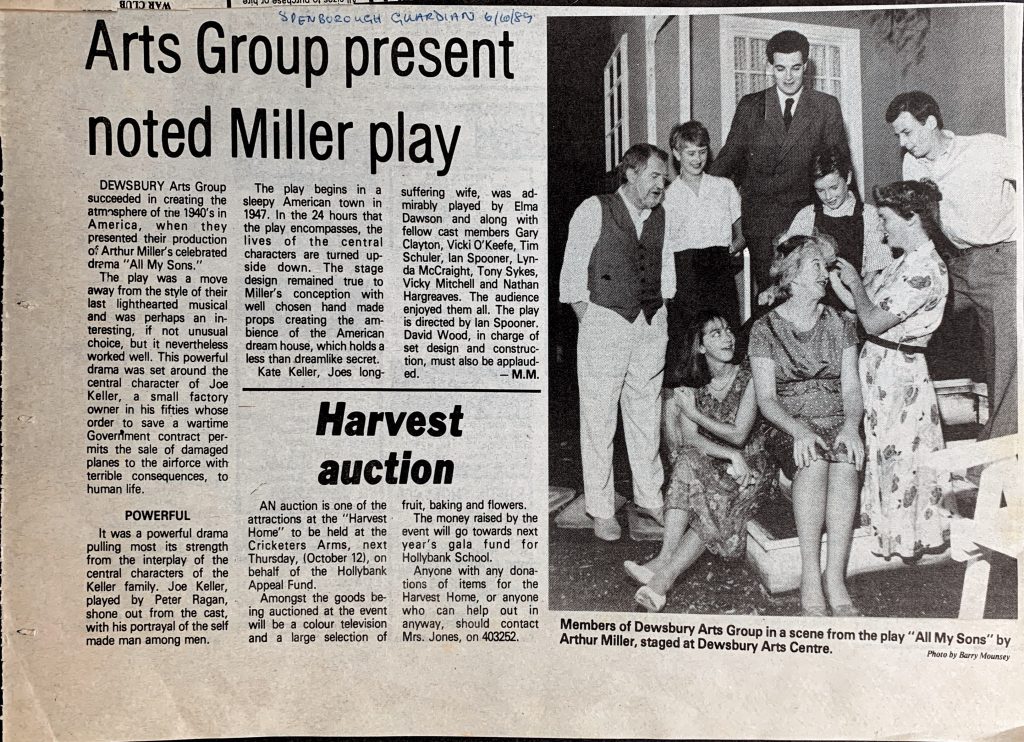 WAR CLUB
SPENBOROUGH GUARDIAN 6/10/89
Arts Group present
noted Miller play
DEWSBURY Arts Group
succeeded in creating the
atmosphere of the 1940's in
America, when they
presented their production
of Arthur Miller's celebrated
drama "All My Sons."
The play was a move
away from the style of their
last lighthearted musical
and was perhaps an in-
teresting, if not unusual
choice, but it nevertheless
worked well. This powerful
drama was set around the
central character of Joe
Keller, a small factory
owner in his fifties whose
order to save a wartime
Government contract per-
mits the sale of damaged
planes to the airforce with
terrible consequences, to
human life.
POWERFUL
It was a powerful drama
pulling most its strength
from the interplay of the
central characters of the
Keller family. Joe Keller,
played by Peter Ragan,
shone out from the cast,
with his portrayal of the self
made man among men.
The play begins in a
sleepy American town in
1947. In the 24 hours that
the play encompasses, the
lives of the central
characters are turned up-
side down. The stage
design remained true to
Miller's conception with
well chosen hand made
props creating the am-
bience of the American
dream house, which holds a
less than dreamlike secret.
Kate Keller, Joes long-
suffering wife, was ad-
mirably played by Elma
Dawson and along with
fellow cast members Gary
Clayton, Vicki O'Keefe, Tim
Schuler, Ian Spooner, Lyn-
da McCraight, Tony Sykes,
Vicky Mitchell and Nathan
Hargreaves. The audience
enjoyed them all. The play
is directed by Ian Spooner.
David Wood, in charge of
set design and construc-
tion, must also be applaud-
ed. — M.M.
Harvest
auction
AN auction is one of the
attractions at the "Harvest
Home" to be held at the
Cricketers Arms, next
Thursday, (October 12), on
behalf of the Hollybank
Appeal Fund.
Amongst the goods be-
ing auctioned at the event
will be a colour television
and a large selection of
fruit, baking and flowers.
The money raised by the
event will go towards next
year's gala fund for
Hollybank School.
Anyone with any dona-
tions of items for the
Harvest Home, or anyone
who can help out in
anyway, should contact
Mrs. Jones, on 403252.
Members of Dewsbury Arts Group in a scene from the play "All My Sons" by
Arthur Miller, staged at Dewsbury Arts Centre.
Photo by Barry Mounsey